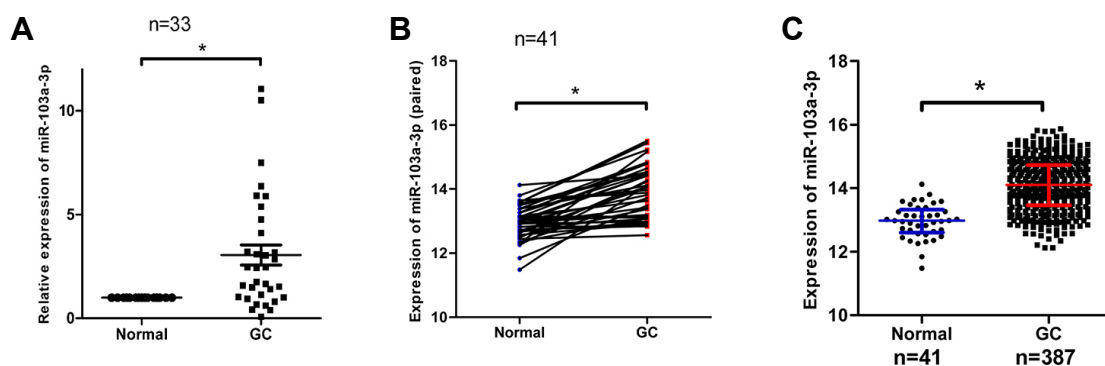 A
n=33
*
Relative expression of miR-103a-3p
10
5
0
Normal
GC
B
n=41
*
Expression of miR-103a-3p (paired)
18
16
14
12
10
Normal
GC
C
*
Expression of miR-103a-3p
18
16
14
12
10
Normal
GC
n=41
n=387